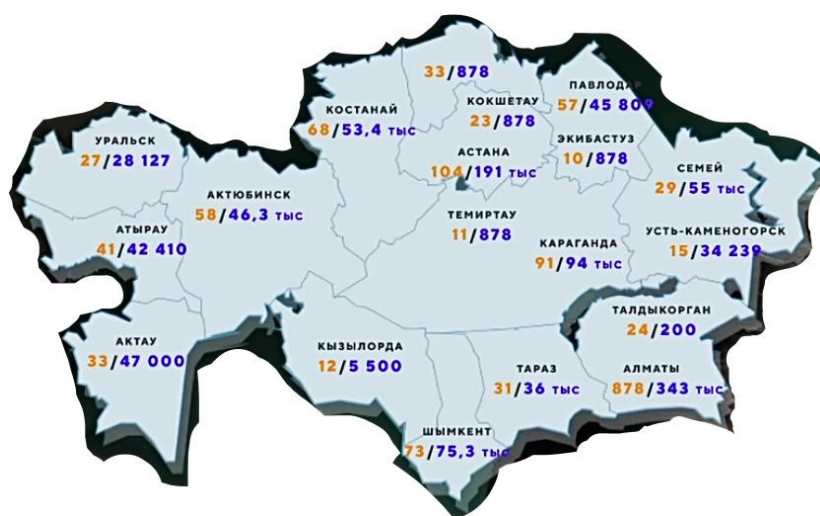 33/878
ПАВЛОДАР
57/45 809
КОСТАНАЙ
68/53,4 тыс
КОКШЕТАУ
23/878
УРАЛЬСК
27/28 127
ЭКИБАСТУЗ
10/878
АСТАНА
104/191 тыс
СЕМЕЙ
29/55 тыс
АКТЮБИНСК
58/46,3 тыс
ТЕМИРТАУ
11/878
АТЫРАУ
41/42 410
УСТЬ-КАМЕНОГОРСК
15/34 239
КАРАГАНДА
91/94 тыс
ТАЛДЫКОРГАН
24/200
АКТАУ
33/47 000
КЫЗЫЛОРДА
12/5 500
ТАРАЗ
31/36 тыс
АЛМАТЫ
878/343 тыс
ШЫМКЕНТ
73/75,3 тыс